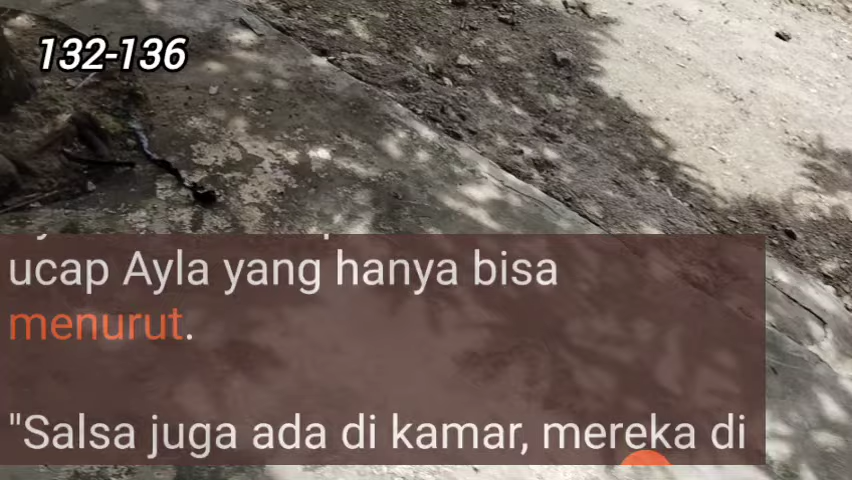 132-136
ucap Ayla yang hanya bisa
menurut.
"Salsa juga ada di kamar, mereka di